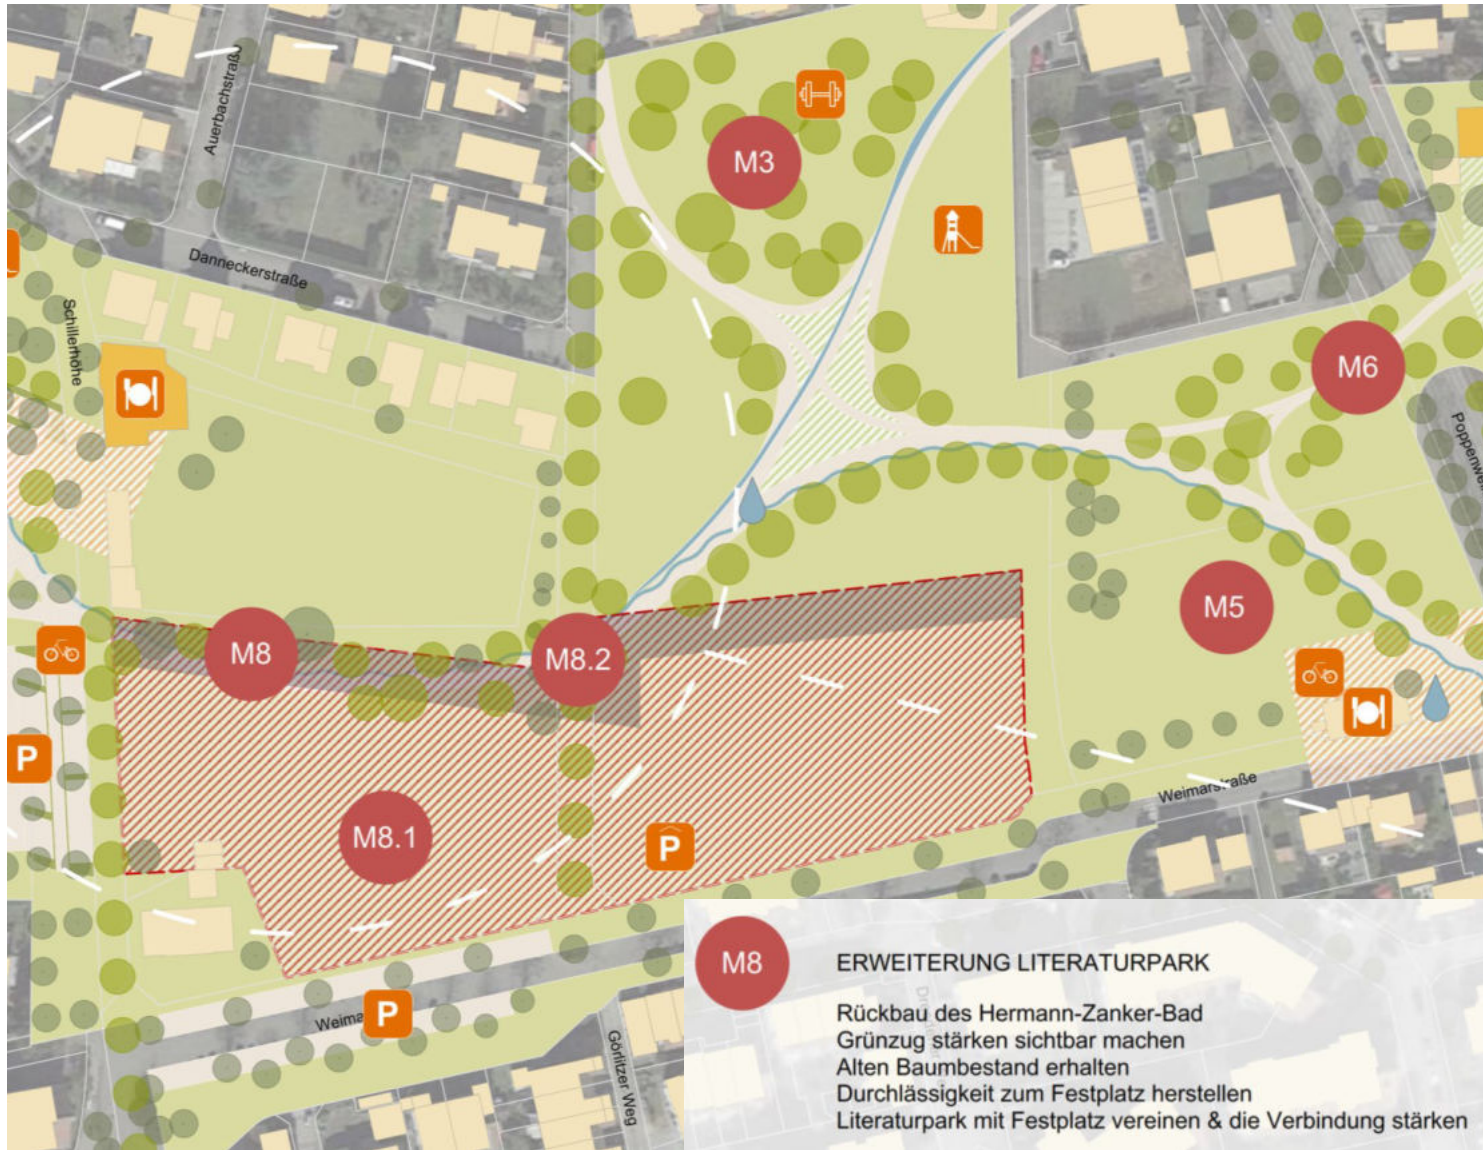 Auerbachstraße
M3
Danneckerstraße
Schillerhöhe
M6
M5
M8
M8.2
P
Weimarstraße
M8.1
P
P
Görlitzer Weg
M8
ERWEITERUNG LITERATURPARK
Rückbau des Hermann-Zanker-Bad
Grünzug stärken sichtbar machen
Alten Baumbestand erhalten
Durchlässigkeit zum Festplatz herstellen
Literaturpark mit Festplatz vereinen & die Verbindung stärken